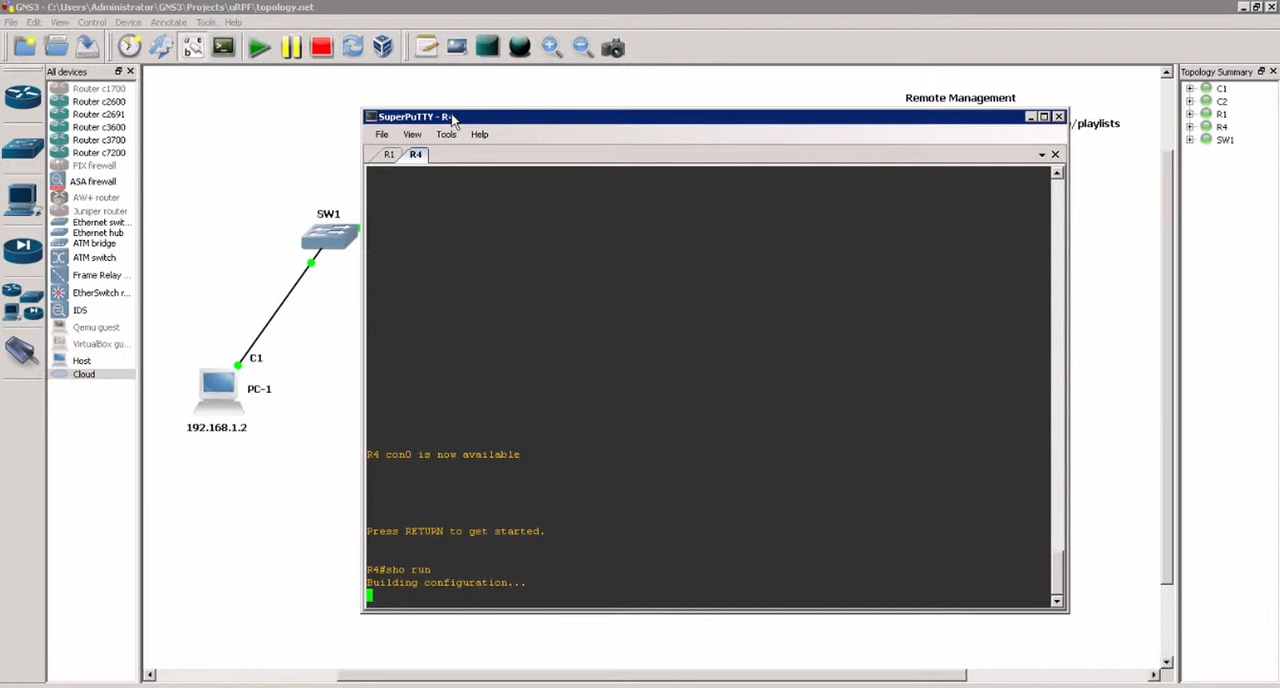 GNS3 - C:\Users\Administrator\GNS3\Projects\uRPF\topology.net
File Edit View Control Device Annotate Tools Help
All devices
Router c1700
Router c2600
Router c2691
Router c3600
Router c3700
Router c7200
PIX firewall
ASA firewall
AW+ router
Juniper router
Ethernet swit...
Ethernet hub
ATM bridge
ATM switch
Frame Relay ...
EtherSwitch r...
IDS
Qemu guest
VirtualBox gu...
Host
Cloud
Remote Management
/playlists
SW1
C1
PC-1
192.168.1.2
SuperPuTTY - R4
File View Tools Help
R1 R4
R4 con0 is now available
Press RETURN to get started.
R4#sho run
Building configuration...
Topology Summary
C1
C2
R1
R4
SW1